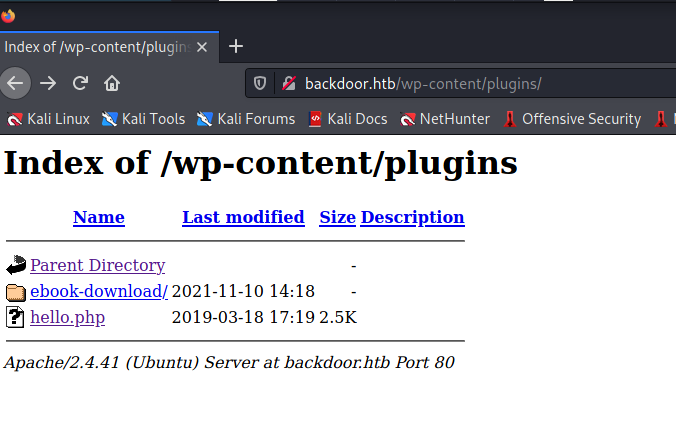 Index of /wp-content/plugins
backdoor.htb/wp-content/plugins/
Kali Linux Kali Tools Kali Forums Kali Docs NetHunter Offensive Security
Index of /wp-content/plugins
Name Last modified Size Description
Parent Directory -
ebook-download/ 2021-11-10 14:18 -
hello.php 2019-03-18 17:19 2.5K
Apache/2.4.41 (Ubuntu) Server at backdoor.htb Port 80